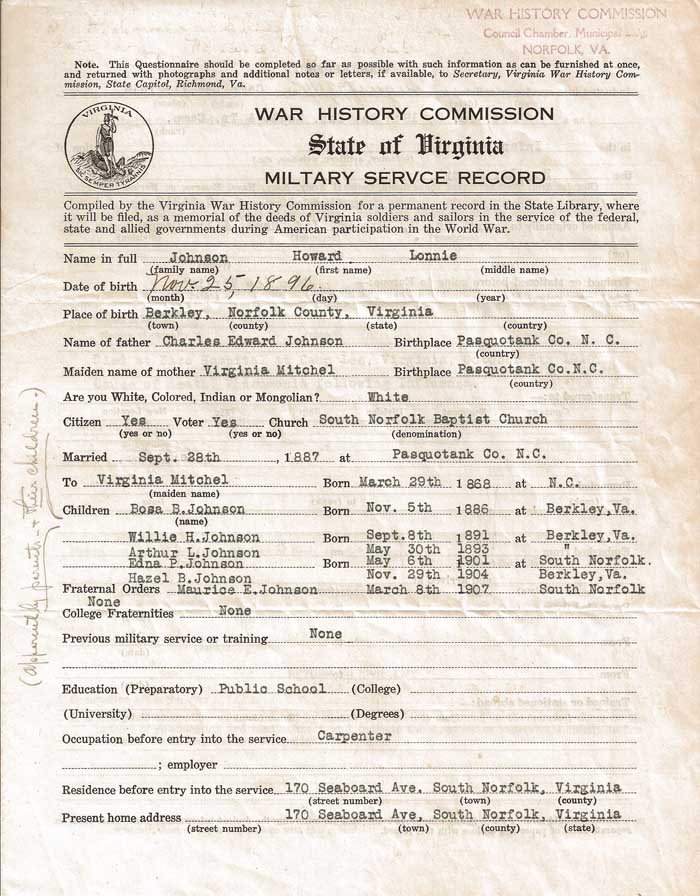 WAR HISTORY COMMISSION
Council Chamber, Municipal
NORFOLK, VA.
Note. This Questionnaire should be completed so far as possible with such information as can be furnished at once,
and returned with photographs and additional notes or letters, if available, to Secretary, Virginia War History Com-
mission, State Capitol, Richmond, Va.
VIRGINIA
SIC SEMPER TYRANNIS
WAR HISTORY COMMISSION
State of Virginia
MILTARY SERVCE RECORD
Compiled by the Virginia War History Commission for a permanent record in the State Library, where
it will be filed, as a memorial of the deeds of Virginia soldiers and sailors in the service of the federal,
state and allied governments during American participation in the World War.
Name in full Johnson Howard Lonnie
(family name) (first name) (middle name)
Date of birth Nov. 25, 1896.
(month) (day) (year)
Place of birth Berkley, Norfolk County, Virginia
(town) (county) (state) (country)
Name of father Charles Edward Johnson Birthplace Pasquotank Co. N. C.
(country)
Maiden name of mother Virginia Mitchel Birthplace Pasquotank Co.N.C.
(country)
Are you White, Colored, Indian or Mongolian? White
Citizen Yes Voter Yes Church South Norfolk Baptist Church
(yes or no) (yes or no) (denomination)
Married Sept. 28th , 1887 at Pasquotank Co. N.C.
To Virginia Mitchel Born March 29th 1868 at N.C.
(maiden name)
Children Bosa B.Johnson Born Nov. 5th 1886 at Berkley,Va.
(name)
Willie H.Johnson Born Sept.8th 1891 at Berkley,Va.
Arthur L.Johnson May 30th 1893 "
Edna P.Johnson Born May 6th 1901 at South Norfolk.
Hazel B.Johnson Nov. 29th 1904 Berkley,Va.
Fraternal Orders Maurice E.Johnson March 8th 1907 South Norfolk
None
College Fraternities None
Previous military service or training None
Education (Preparatory) Public School (College)
(University) (Degrees)
Occupation before entry into the service Carpenter
; employer
Residence before entry into the service 170 Seaboard Ave. South Norfolk, Virginia
(street number) (town) (county)
Present home address 170 Seaboard Ave, South Norfolk, Virginia
(street number) (town) (county) (state)
(apparently parents + their children.)